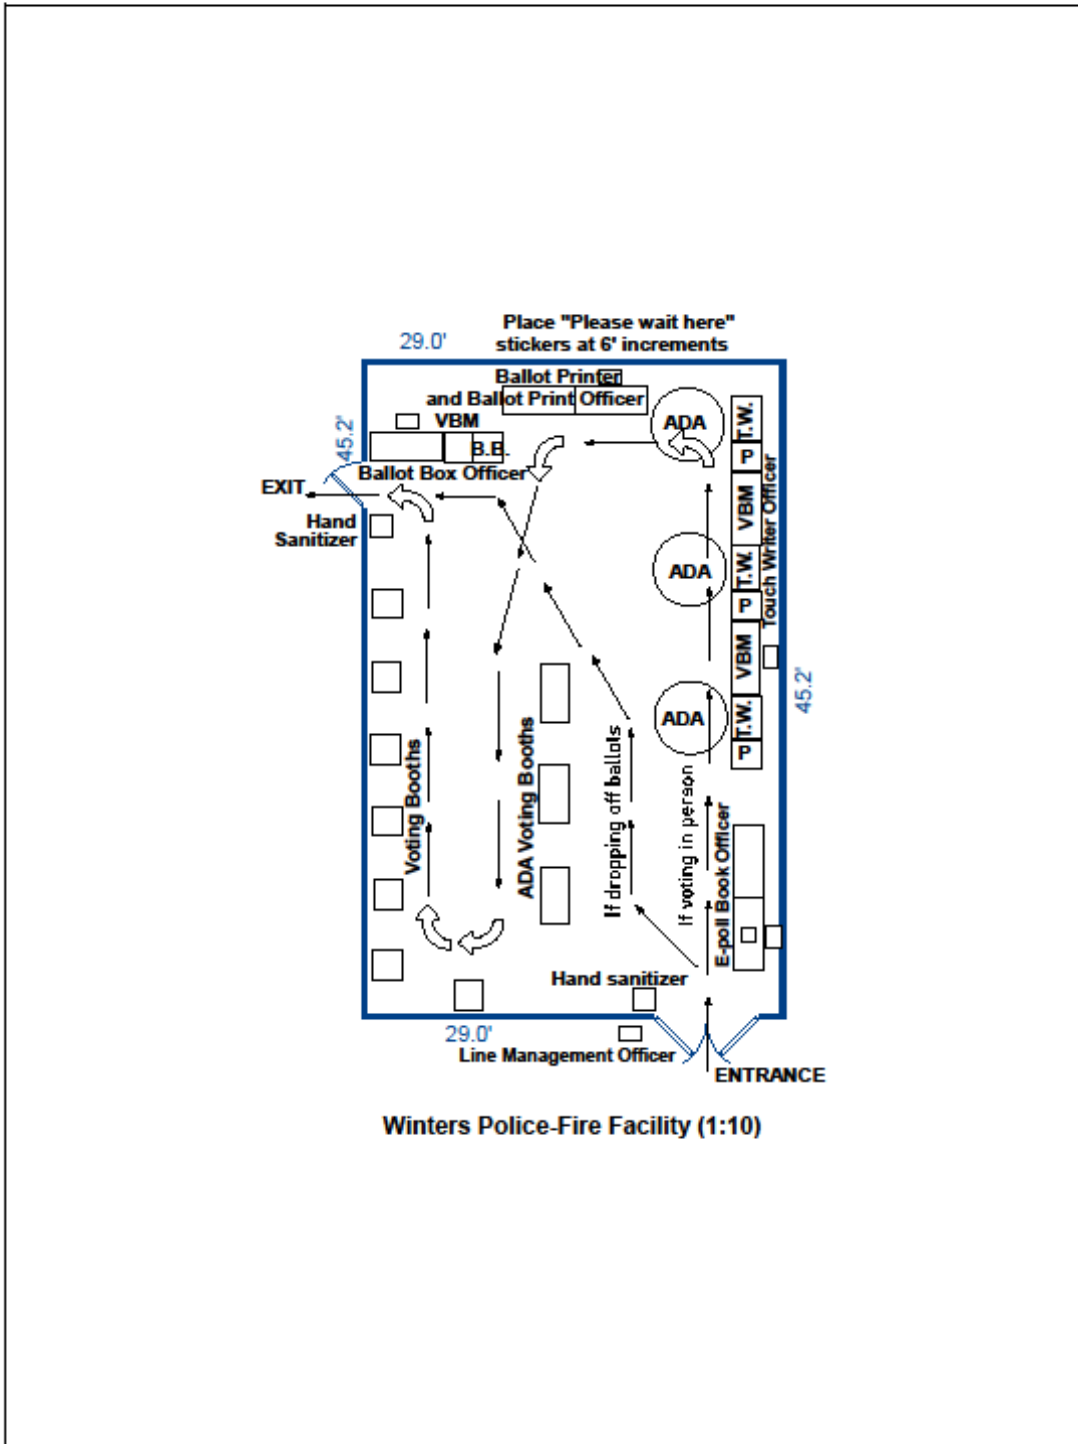 Place "Please wait here"
stickers at 6' increments
29.0'
Ballot Printer
and Ballot Print Officer
45.2'
VBM
B.B.
Ballot Box Officer
EXIT
Hand
Sanitizer
ADA
ADA
ADA
T.W.
P
VBM
T.W.
P
VBM
T.W.
P
Touch Writer Officer
45.2'
Voting Booths
ADA Voting Booths
If dropping off ballots
If voting in person
E-poll Book Officer
Hand sanitizer
29.0'
Line Management Officer
ENTRANCE
Winters Police-Fire Facility (1:10)